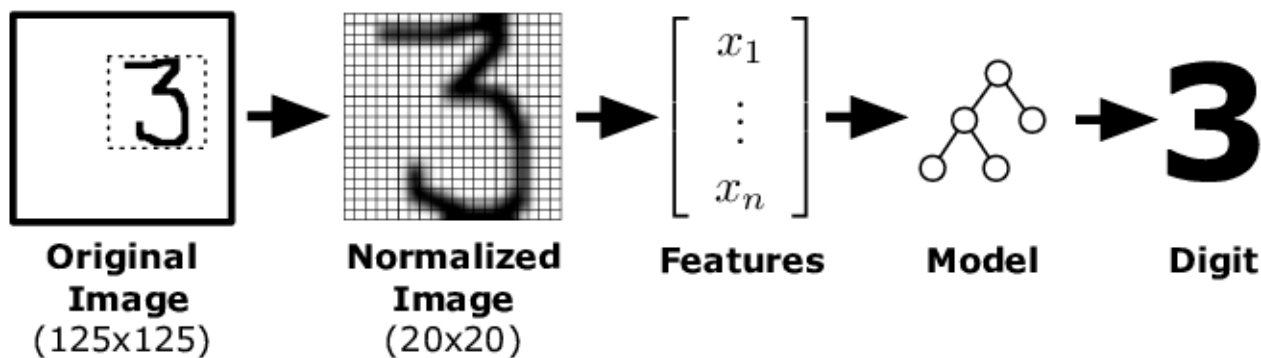 3
3
x₁
⋮
xₙ
3
Original
Image
(125x125)
Normalized
Image
(20x20)
Features
Model
Digit